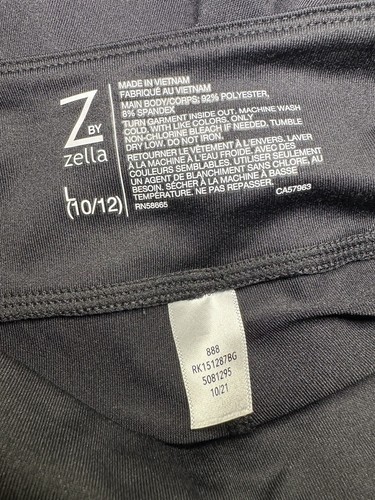 Z BY
zella
L
(10/12)
MADE IN VIETNAM
FABRIQUÉ AU VIETNAM
MAIN BODY/CORPS: 92% POLYESTER,
8% SPANDEX
TURN GARMENT INSIDE OUT, MACHINE WASH
COLD, WITH LIKE COLORS, ONLY
NON-CHLORINE BLEACH IF NEEDED, TUMBLE
DRY LOW. DO NOT IRON.
RETOURNER LE VÊTEMENT À L'ENVERS, LAVER
À LA MACHINE À L'EAU FROIDE, AVEC DES
COULEURS SEMBLABLES, UTILISER SEULEMENT
UN AGENT DE BLANCHIMENT SANS CHLORE, AU
BESOIN, SÉCHER À LA MACHINE À BASSE
TEMPÉRATURE. NE PAS REPASSER.
RN58665 CA57963
888
RK151287BG
5081295
10/21